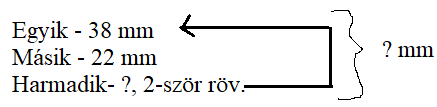 Egyik - 38 mm
Másik - 22 mm
Harmadik- ?, 2-ször röv.
? mm